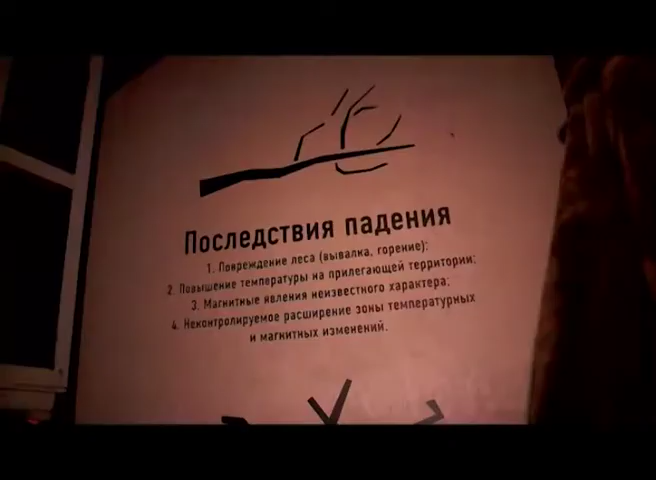 Последствия падения
1. Повреждение леса (вывалка, горение);
2. Повышение температуры на прилегающей территории;
3. Магнитные явления неизвестного характера;
4. Неконтролируемое расширение зоны температурных
и магнитных изменений.